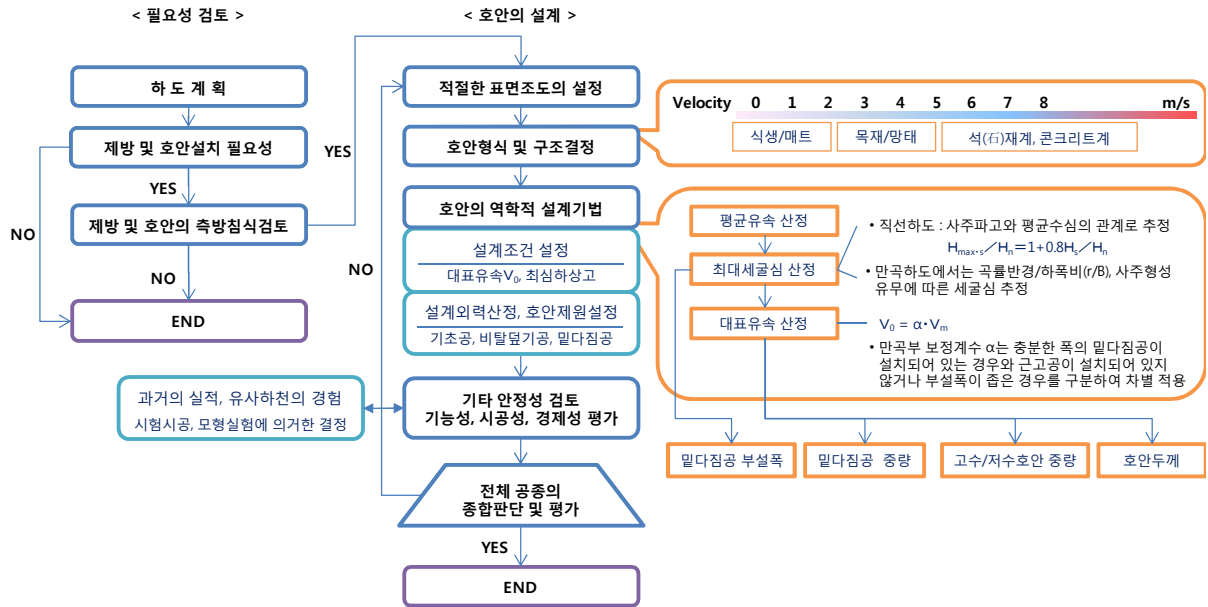 < 필요성 검토 >
하 도 계 획
제방 및 호안설치 필요성
YES
제방 및 호안의 측방침식검토
NO
NO
END
YES
< 호안의 설계 >
적절한 표면조도의 설정
호안형식 및 구조결정
호안의 역학적 설계기법
설계조건 설정
대표유속V₀, 최심하상고
설계외력산정, 호안제원설정
기초공, 비탈덮기공, 밑다짐공
NO
과거의 실적, 유사하천의 경험
시험시공, 모형실험에 의거한 결정
기타 안정성 검토
기능성, 시공성, 경제성 평가
전체 공종의
종합판단 및 평가
YES
END
Velocity 0 1 2 3 4 5 6 7 8 m/s
식생/매트 목재/망태 석(石)재계, 콘크리트계
평균유속 산정
최대세굴심 산정
대표유속 산정
• 직선하도 : 사주파고와 평균수심의 관계로 추정
Hmax·s／Hn＝1+0.8Hs／Hn
• 만곡하도에서는 곡률반경/하폭비(r/B), 사주형성
유무에 따른 세굴심 추정
V₀ = α·Vm
• 만곡부 보정계수 α는 충분한 폭의 밑다짐공이
설치되어 있는 경우와 근고공이 설치되어 있지
않거나 부설폭이 좁은 경우를 구분하여 차별 적용
밑다짐공 부설폭 밑다짐공 중량 고수/저수호안 중량 호안두께